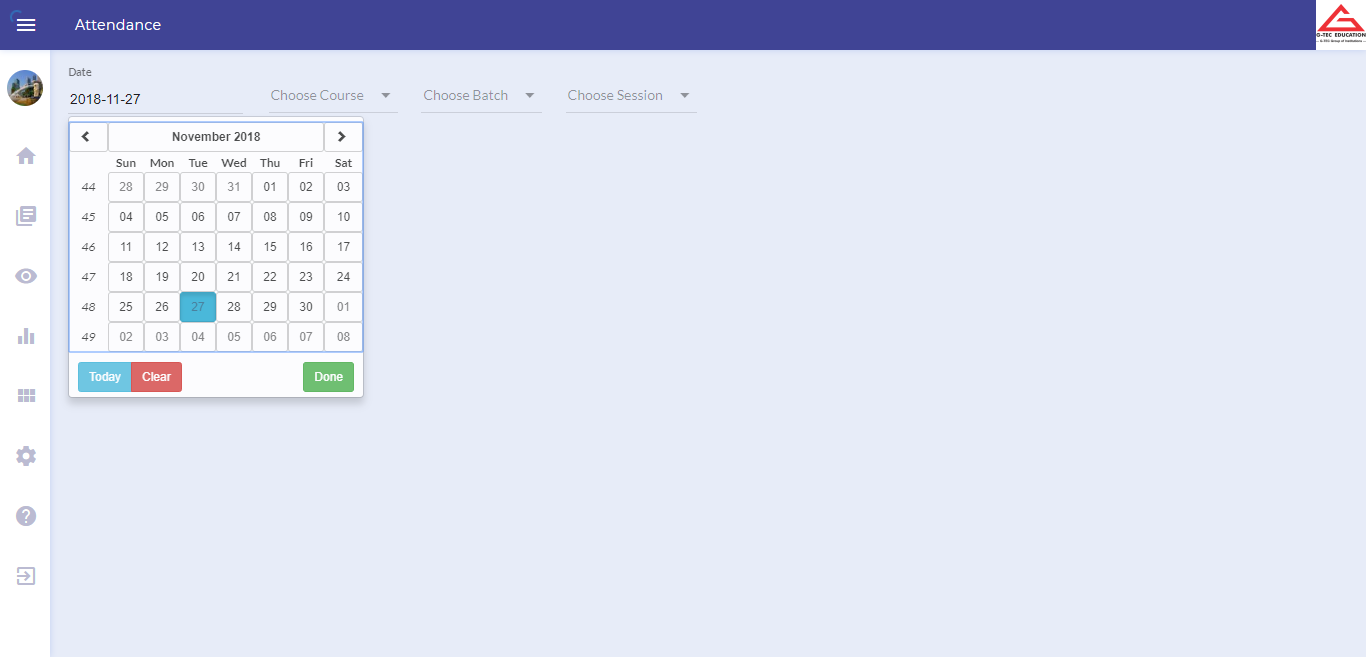 Attendance
G-TEC EDUCATION
Date
2018-11-27
Choose Course
Choose Batch
Choose Session
November 2018
Sun Mon Tue Wed Thu Fri Sat
44 28 29 30 31 01 02 03
45 04 05 06 07 08 09 10
46 11 12 13 14 15 16 17
47 18 19 20 21 22 23 24
48 25 26 27 28 29 30 01
49 02 03 04 05 06 07 08
Today Clear Done